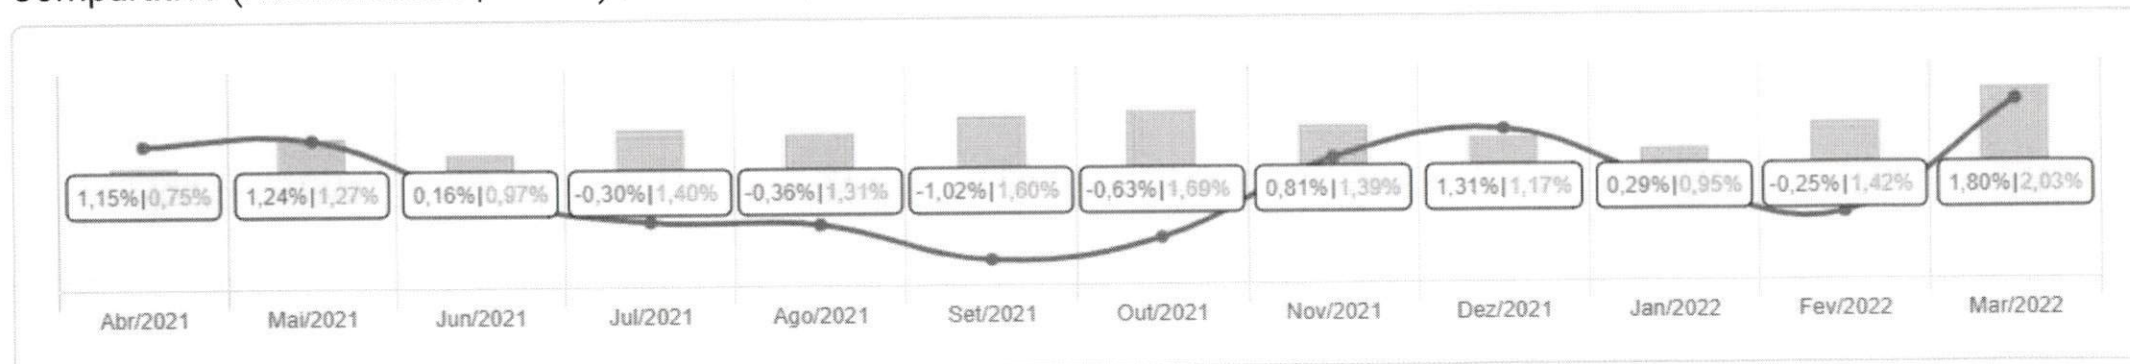 1,15%|0,75% 1,24%|1,27% 0,16%|0,97% -0,30%|1,40% -0,36%|1,31% -1,02%|1,60% -0,63%|1,69% 0,81%|1,39% 1,31%|1,17% 0,29%|0,95% -0,25%|1,42% 1,80%|2,03%
Abr/2021 Mai/2021 Jun/2021 Jul/2021 Ago/2021 Set/2021 Out/2021 Nov/2021 Dez/2021 Jan/2022 Fev/2022 Mar/2022